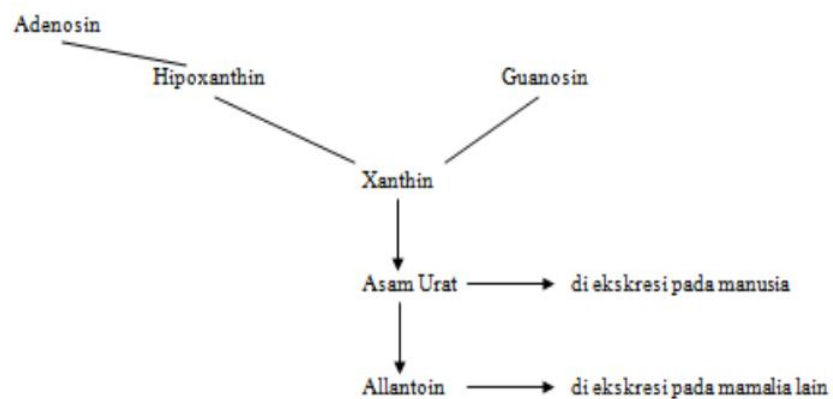 Adenosin
Hipoxanthin
Guanosin
Xanthin
Asam Urat
di ekskresi pada manusia
Allantoin
di ekskresi pada mamalia lain